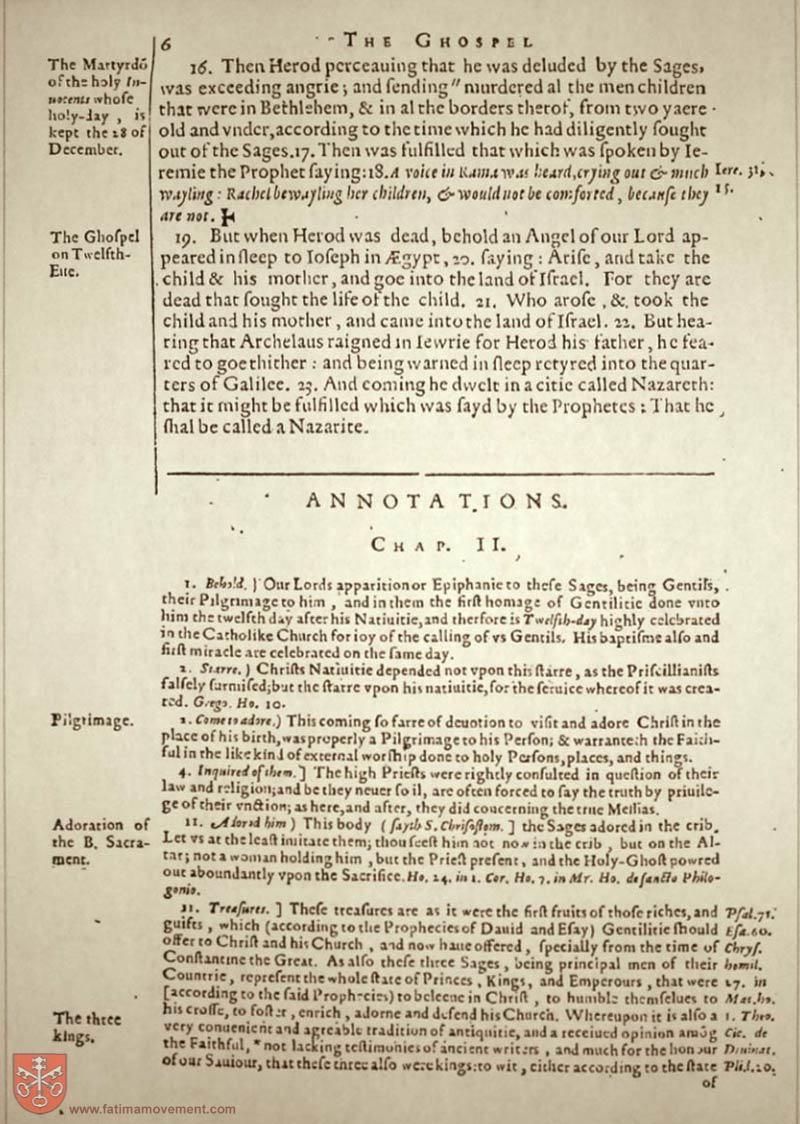 6
THE GHOSPEL
The Martyrdō
of the holy In-
nocents whose
holy-day, is
kept the 28 of
December.
16. Then Herod perceauing that he was deluded by the Sages,
was exceeding angrie; and sending" murdered al the men children
that were in Bethlehem, & in al the borders therof, from two yaere
old and vnder, according to the time which he had diligently sought
out of the Sages. 17. Then was fulfilled that which was spoken by Ie-
remie the Prophet saying: 18. A voice in Rama was heard, crying out & much
wayling: Rachel bewayling her children, & would not be comforted, because they
are not.
Iere. 31,
15.
The Ghospel
on Twelfth-
Eue.
19. But when Herod was dead, behold an Angel of our Lord ap-
peared in sleep to Ioseph in Ægypt, 20. saying: Arise, and take the
child & his mother, and goe into the land of Israel. For they are
dead that sought the life of the child. 21. Who arose, &, took the
child and his mother, and came into the land of Israel. 22. But hea-
ring that Archelaus raigned in Iewrie for Herod his father, he fea-
red to goe thither: and being warned in sleep retyred into the quar-
ters of Galilee. 23. And coming he dwelt in a citie called Nazareth:
that it might be fulfilled which was sayd by the Prophetes: That he
shal be called a Nazarite.
ANNOTATIONS.
CHAP. II.
1. Behold.) Our Lords apparition or Epiphanie to these Sages, being Gentils,
their Pilgrimage to him, and in them the first homage of Gentilitie done vnto
him the twelfth day after his Natiuitie, and therfore is Twelfth-day highly celebrated
in the Catholike Church for ioy of the calling of vs Gentils. His baptisme also and
first miracle are celebrated on the same day.
2. Starre.) Christs Natiuitie depended not vpon this starre, as the Priscillianists
falsely surmised; but the starre vpon his natiuitie, for the seruice whereof it was crea-
ted. Grego. Ho. 10.
Pilgrimage.
2. Come to adore.) This coming so farre of deuotion to visit and adore Christ in the
place of his birth, was properly a Pilgrimage to his Person; & warranteth the Faith-
ful in the like kind of external worship done to holy Persons, places, and things.
4. Inquired of them.] The high Priests were rightly consulted in question of their
law and religion; and be they neuer so il, are often forced to say the truth by priuile-
ge of their vnction; as here, and after, they did concerning the true Messias.
Adoration of
the B. Sacra-
ment.
11. Adored him) This body (sayth S. Chrisostom.] the Sages adored in the crib.
Let vs at the least imitate them; thou seest him not now in the crib, but on the Al-
tar; not a woman holding him, but the Priest present, and the Holy-Ghost powred
out aboundantly vpon the Sacrifice. Ho. 24. in 1. Cor. Ho. 7. in Mr. Ho. de sancto Philo-
gonio.
11. Treasures.] These treasures are as it were the first fruits of those riches, and
guifts, which (according to the Prophecies of Dauid and Esay) Gentilitie should
offer to Christ and his Church, and now haue offered, specially from the time of
Constantine the Great. As also these three Sages, being principal men of their
Countrie, represent the whole state of Princes, Kings, and Emperours, that were
[according to the said Prophecies) to beleeue in Christ, to humble themselues to
his crosse, to foster, enrich, adorne and defend his Church. Whereupon it is also a
very conuenient and agreable tradition of antiquitie, and a receiued opinion amōg
the Faithful, *not lacking testimonies of ancient writers, and much for the honour
of our Sauiour, that these three also were kings: to wit, either according to the state
of
Psal. 71.
Esa. 60.
Chrys.
homil.
in
Mat. ho.
1. Theo.
Cic. de
Diuinat.
Pli. l.
The three
kings.
www.fatimamovement.com